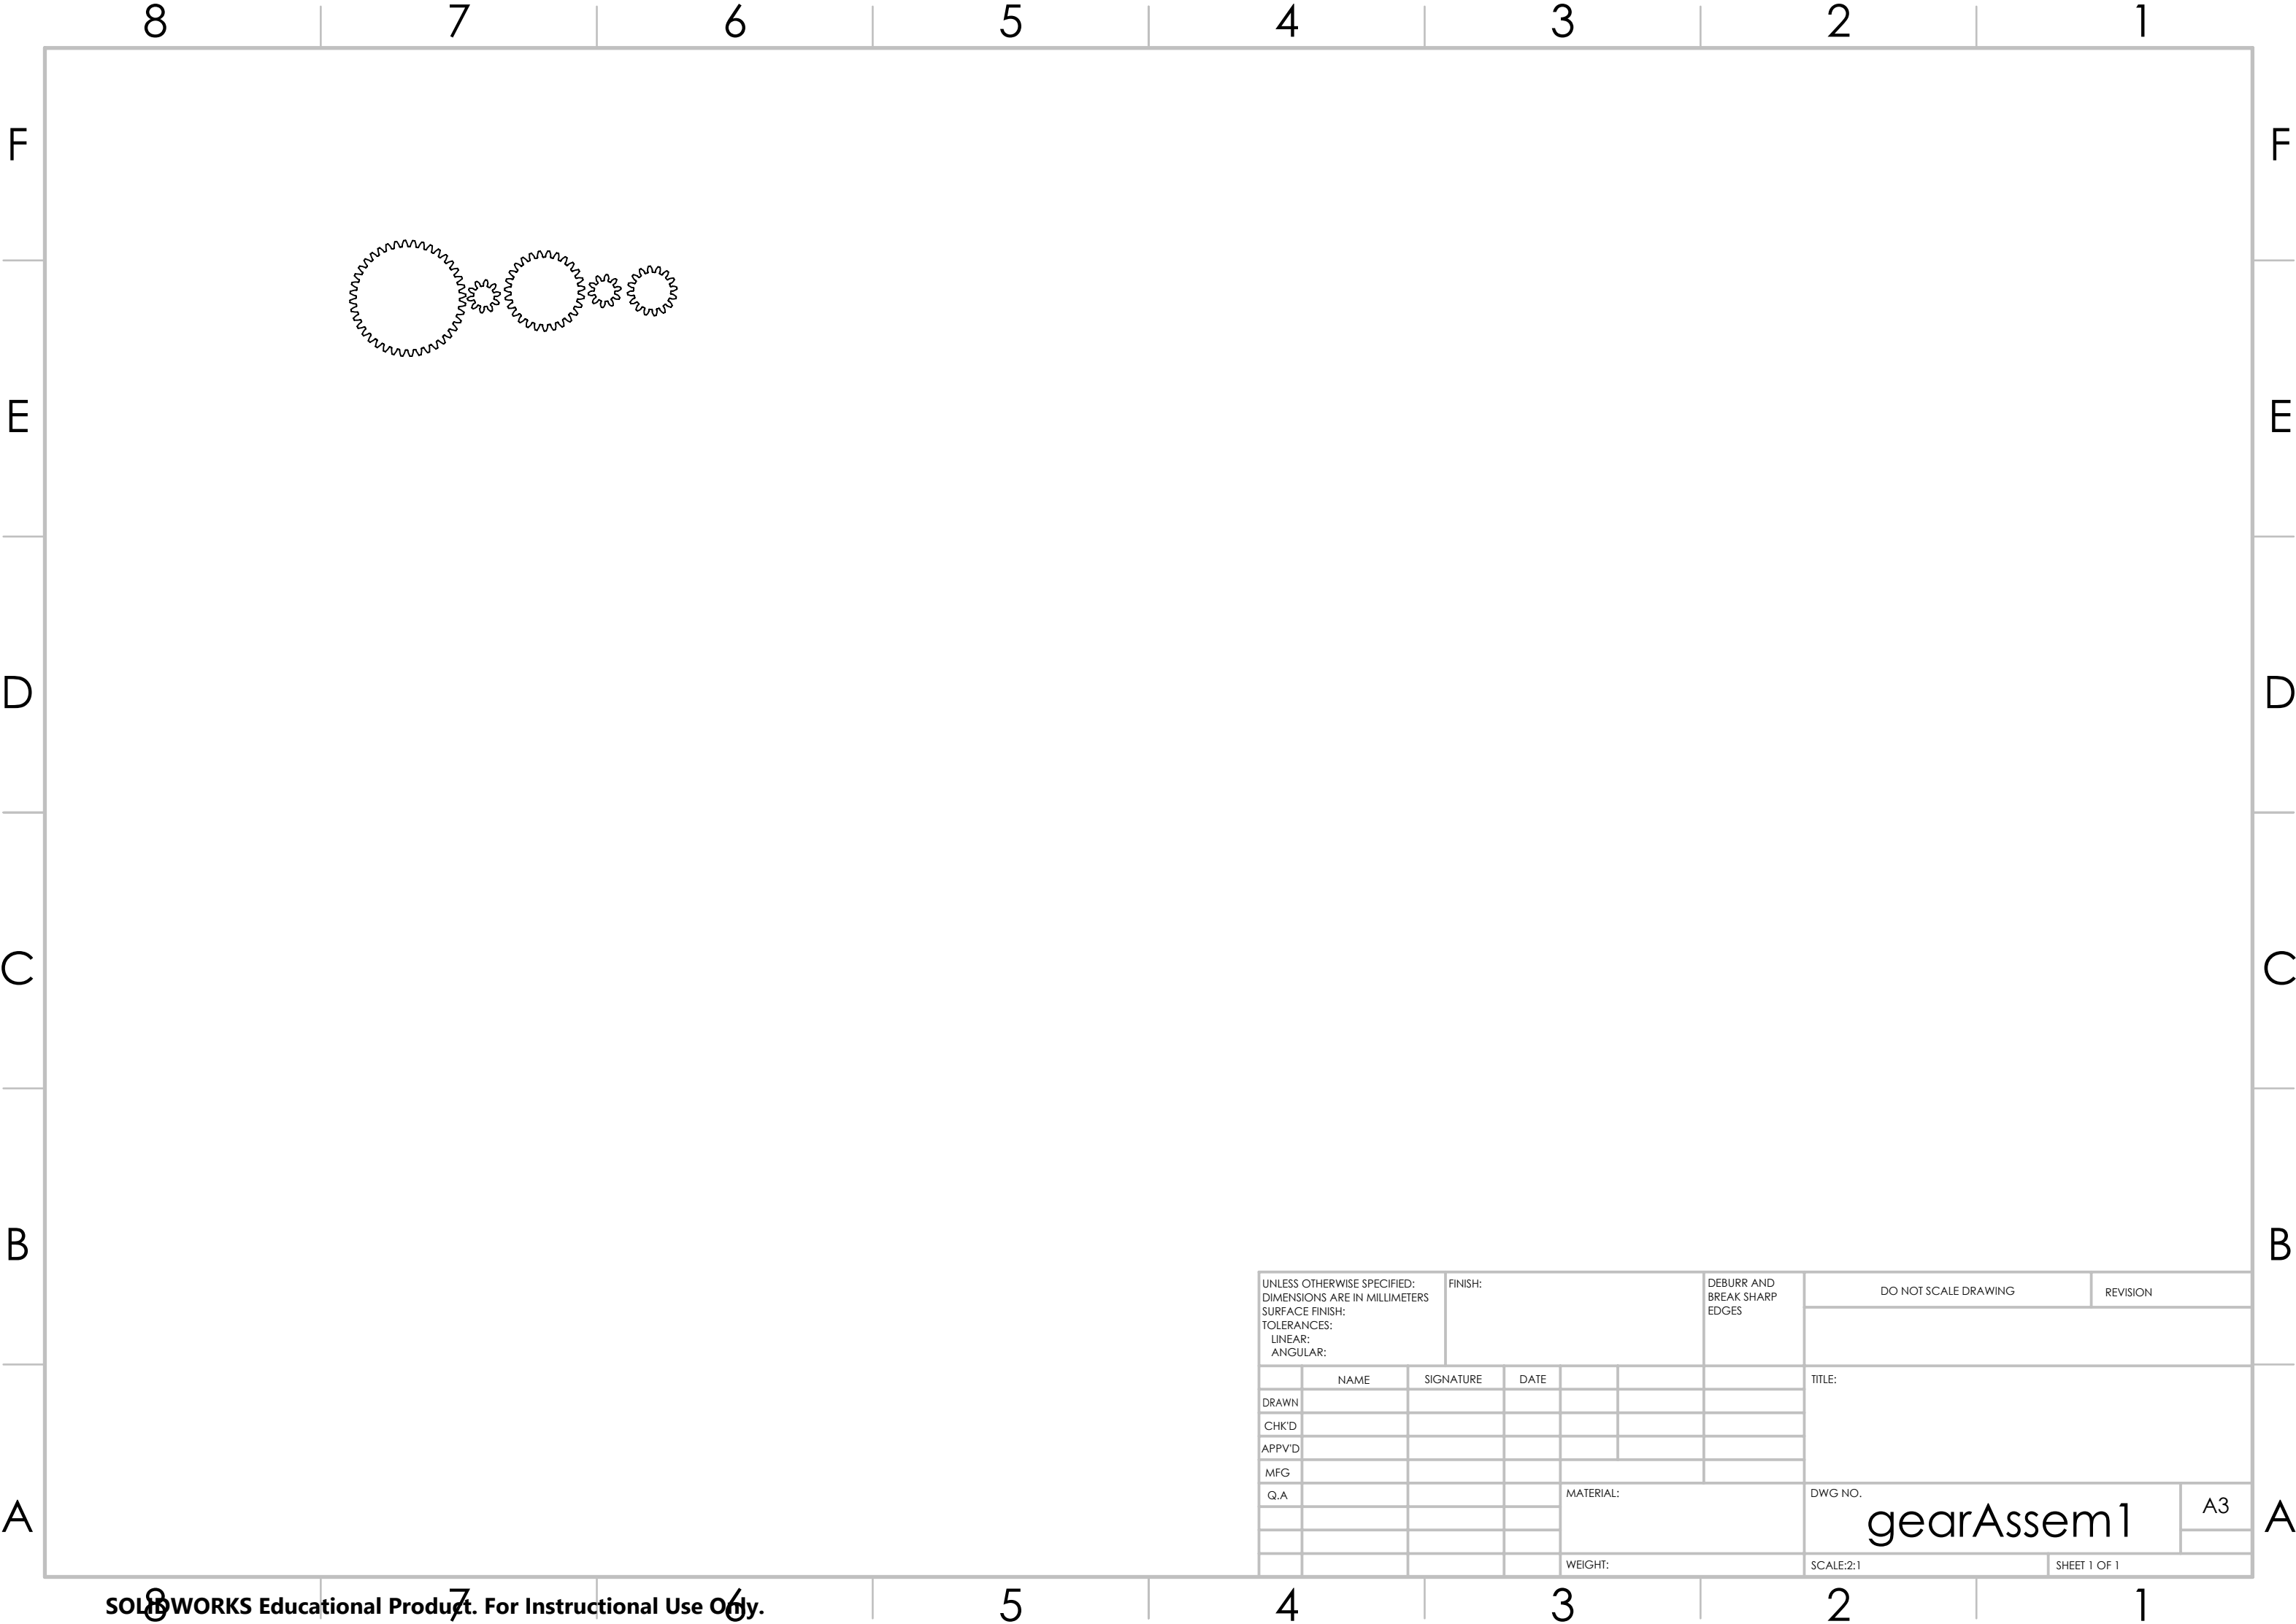 8 7 6 5 4 3 2 1
F F
E E
D D
C C
B B
UNLESS OTHERWISE SPECIFIED:
DIMENSIONS ARE IN MILLIMETERS
SURFACE FINISH:
TOLERANCES:
LINEAR:
ANGULAR:
FINISH:
DEBURR AND
BREAK SHARP
EDGES
DO NOT SCALE DRAWING
REVISION
NAME SIGNATURE DATE
TITLE:
DRAWN
CHK'D
APPV'D
MFG
Q.A
MATERIAL:
DWG NO.
gearAssem1
A3
A A
WEIGHT:
SCALE:2:1
SHEET 1 OF 1
8 7 6 5 4 3 2 1
SOLIDWORKS Educational Product. For Instructional Use Only.